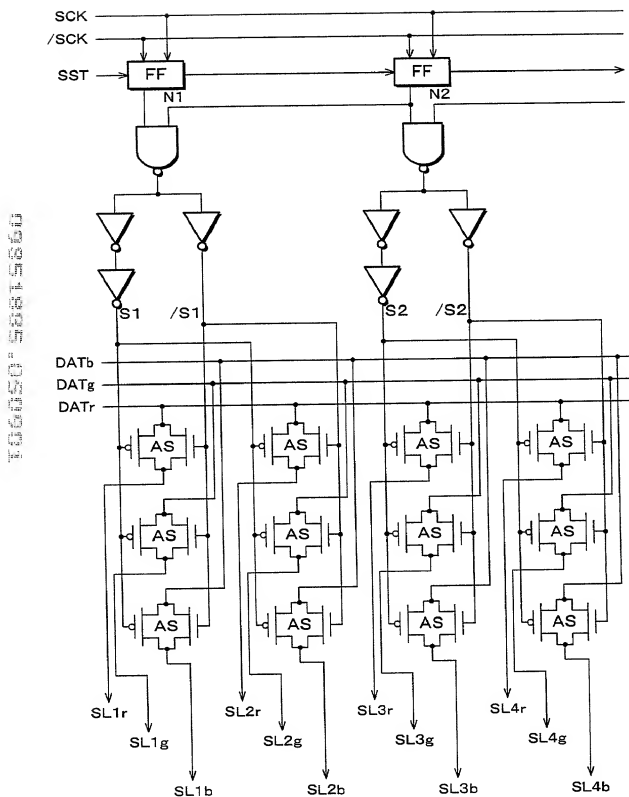 SCK
/SCK
SST FF FF
N1 N2
S1 /S1 S2 /S2
DATb
DATg
DATr
AS AS AS AS
AS AS AS AS
AS AS AS AS
SL1r SL2r SL3r SL4r
SL1g SL2g SL3g SL4g
SL1b SL2b SL3b SL4b